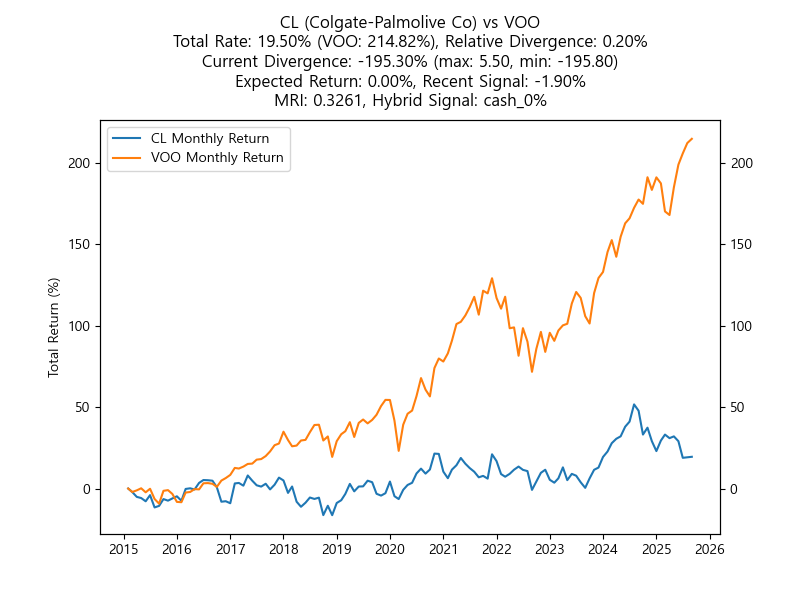 CL (Colgate-Palmolive Co) vs VOO
Total Rate: 19.50% (VOO: 214.82%), Relative Divergence: 0.20%
Current Divergence: -195.30% (max: 5.50, min: -195.80)
Expected Return: 0.00%, Recent Signal: -1.90%
MRI: 0.3261, Hybrid Signal: cash_0%
CL Monthly Return
VOO Monthly Return
Total Return (%)
200
150
100
50
0
200
150
100
50
0
2015 2016 2017 2018 2019 2020 2021 2022 2023 2024 2025 2026